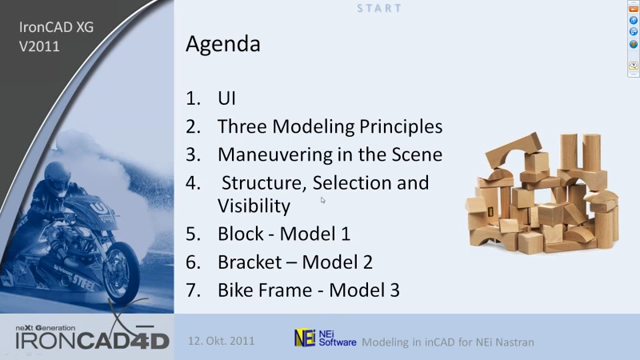 START
IronCAD XG
V2011
Agenda
1. UI
2. Three Modeling Principles
3. Maneuvering in the Scene
4. Structure, Selection and
Visibility
5. Block - Model 1
6. Bracket – Model 2
7. Bike Frame - Model 3
neXt Generation
IRONCAD4D
12. Okt. 2011
NEi
NEi
Software
Modeling in inCAD for NEi Nastran